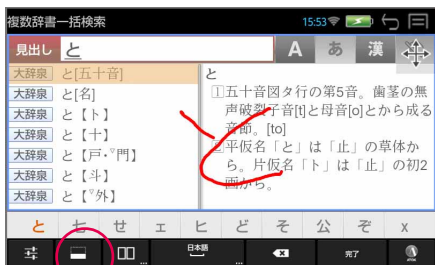 複数辞書一括検索 15:53
見出し と A あ 漢
大辞泉 と[五十音]
大辞泉 と[名]
大辞泉 と【ト】
大辞泉 と【十】
大辞泉 と【戸・▽門】
大辞泉 と【斗】
大辞泉 と【▽外】
と
1五十音図タ行の第5音。歯茎の無
声破裂子音[t]と母音[o]とから成る
音節。[to]
2平仮名「と」は「止」の草体か
ら。片仮名「ト」は「止」の初2
画から。
と 七 せ エ ヒ ど そ 公 ぞ x
日本語 完了